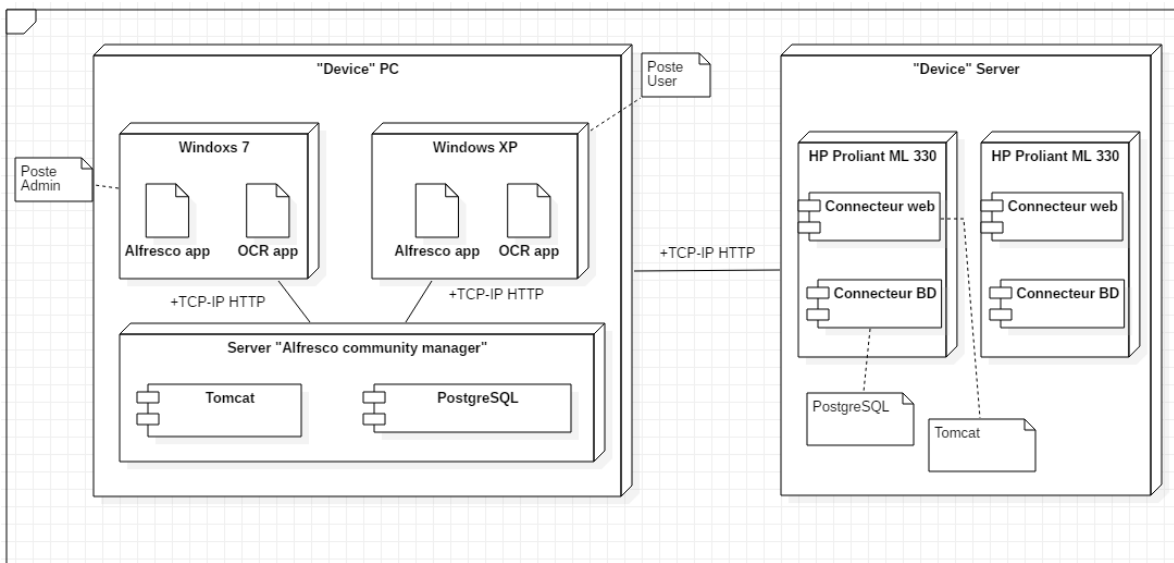 "Device" PC
Poste
User
"Device" Server
Windoxs 7
Windows XP
HP Proliant ML 330
HP Proliant ML 330
Poste
Admin
Connecteur web
Connecteur web
Alfresco app
OCR app
Alfresco app
OCR app
+TCP-IP HTTP
+TCP-IP HTTP
+TCP-IP HTTP
Connecteur BD
Connecteur BD
Server "Alfresco community manager"
Tomcat
PostgreSQL
PostgreSQL
Tomcat